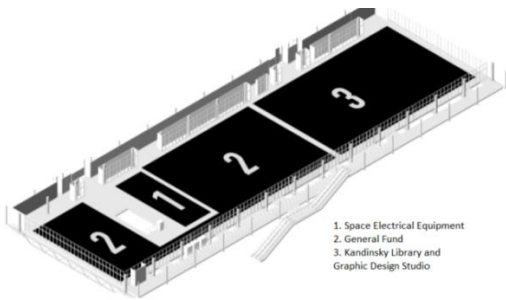 3
2
1
2
1. Space Electrical Equipment
2. General Fund
3. Kandinsky Library and
Graphic Design Studio